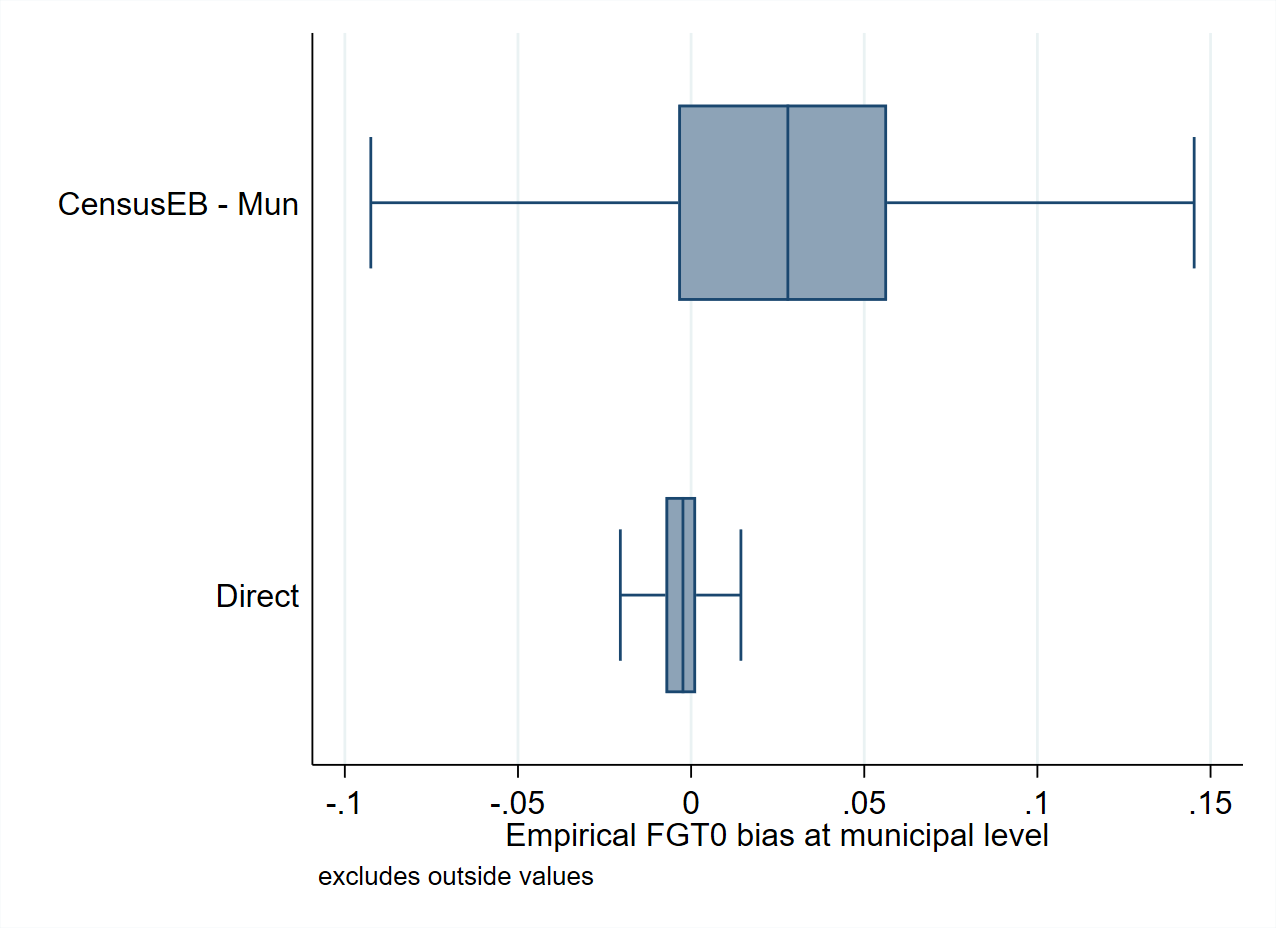 CensusEB - Mun
Direct
-.1 -.05 0 .05 .1 .15
Empirical FGT0 bias at municipal level
excludes outside values